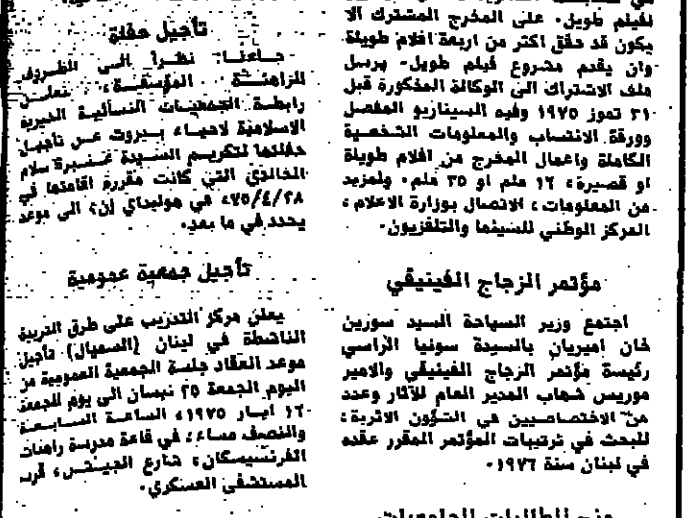 لفيلم طويل. على المخرج المشترك الا
يكون قد حقق اكثر من اربعة افلام طويلة
وان يقدم مشروع فيلم طويل. يرسل
ملف الاشتراك الى الوكالة المذكورة قبل
٣١ تموز ١٩٧٥ وفيه السيناريو المفصل
وورقة الانتساب والمعلومات الشخصية
الكاملة واعمال المخرج من افلام طويلة
او قصيرة، ١٦ ملم او ٣٥ ملم. ولمزيد
من المعلومات، الاتصال بوزارة الاعلام،
المركز الوطني للسينما والتلفزيون.
مؤتمر الزجاج الفينيقي
اجتمع وزير السياحة السيد سورين
خان اميريان بالسيدة سونيا الراسي
رئيسة مؤتمر الزجاج الفينيقي والامير
موريس شهاب المدير العام للآثار وعدد
من الاختصاصيين في الشؤون الاثرية،
للبحث في ترتيبات المؤتمر المقرر عقده
في لبنان سنة ١٩٧٦.
للطالبات الجامعيات
تأجيل حفلة
جاءنا: نظراً الى الظروف
الراهنة المؤسفة، تعلن
رابطة الجمعيات النسائية الخيرية
الاسلامية لاحياء بيروت عن تأجيل
حفلتها لتكريم السيدة عنبرة سلام
الخالدي التي كانت مقررة اقامتها في
٧٥/٤/٢٨، في هوليداي إن، الى موعد
يحدد في ما بعد.
تأجيل جمعية عمومية
يعلن مركز التدريب على طرق التربية
الناشطة في لبنان (الصميال) تأجيل
موعد انعقاد جلسة الجمعية العمومية من
اليوم الجمعة ٢٥ نيسان الى يوم الجمعة
١٦ ايار ١٩٧٥، الساعة السابعة
والنصف مساء، في قاعة مدرسة راهبات
الفرنسيسكان، شارع الجيتس، قرب
المستشفى العسكري.